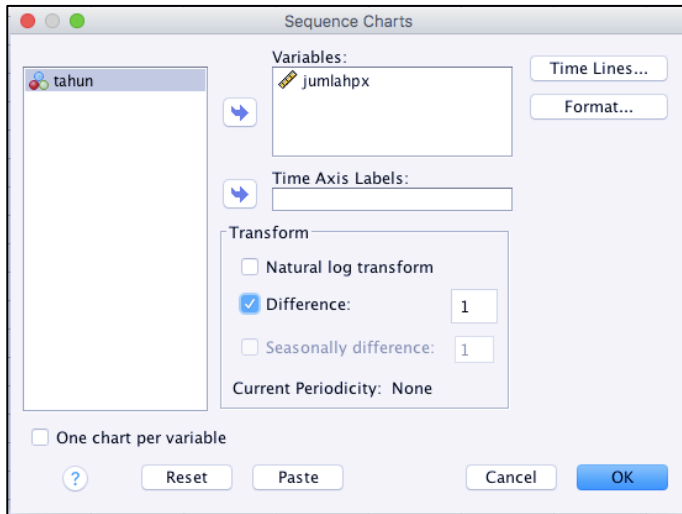 Sequence Charts
tahun
Variables:
jumlahpx
Time Lines...
Format...
Time Axis Labels:
Transform
Natural log transform
Difference: 1
Seasonally difference: 1
Current Periodicity: None
One chart per variable
? Reset Paste Cancel OK